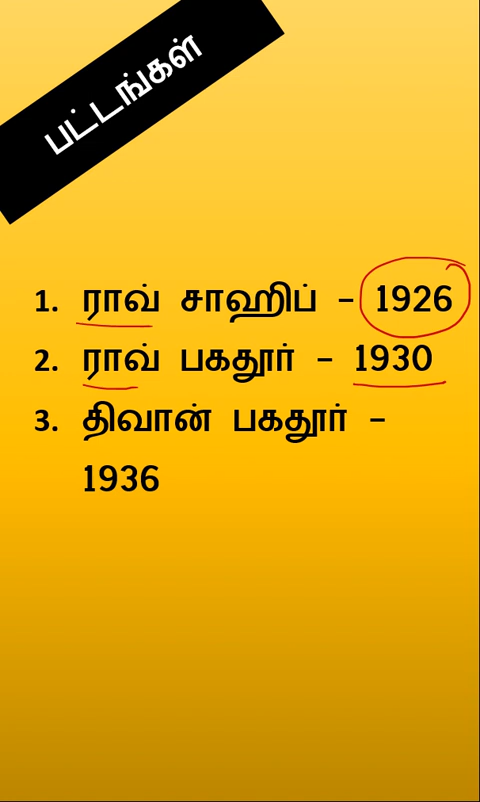 பட்டங்கள்
1. ராவ் சாஹிப் - 1926
2. ராவ் பகதூர் - 1930
3. திவான் பகதூர் -
1936